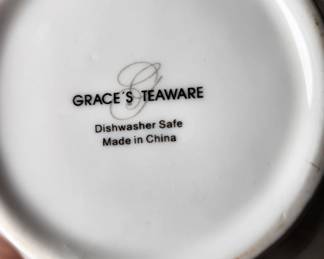 G
GRACE'S TEAWARE
Dishwasher Safe
Made in China